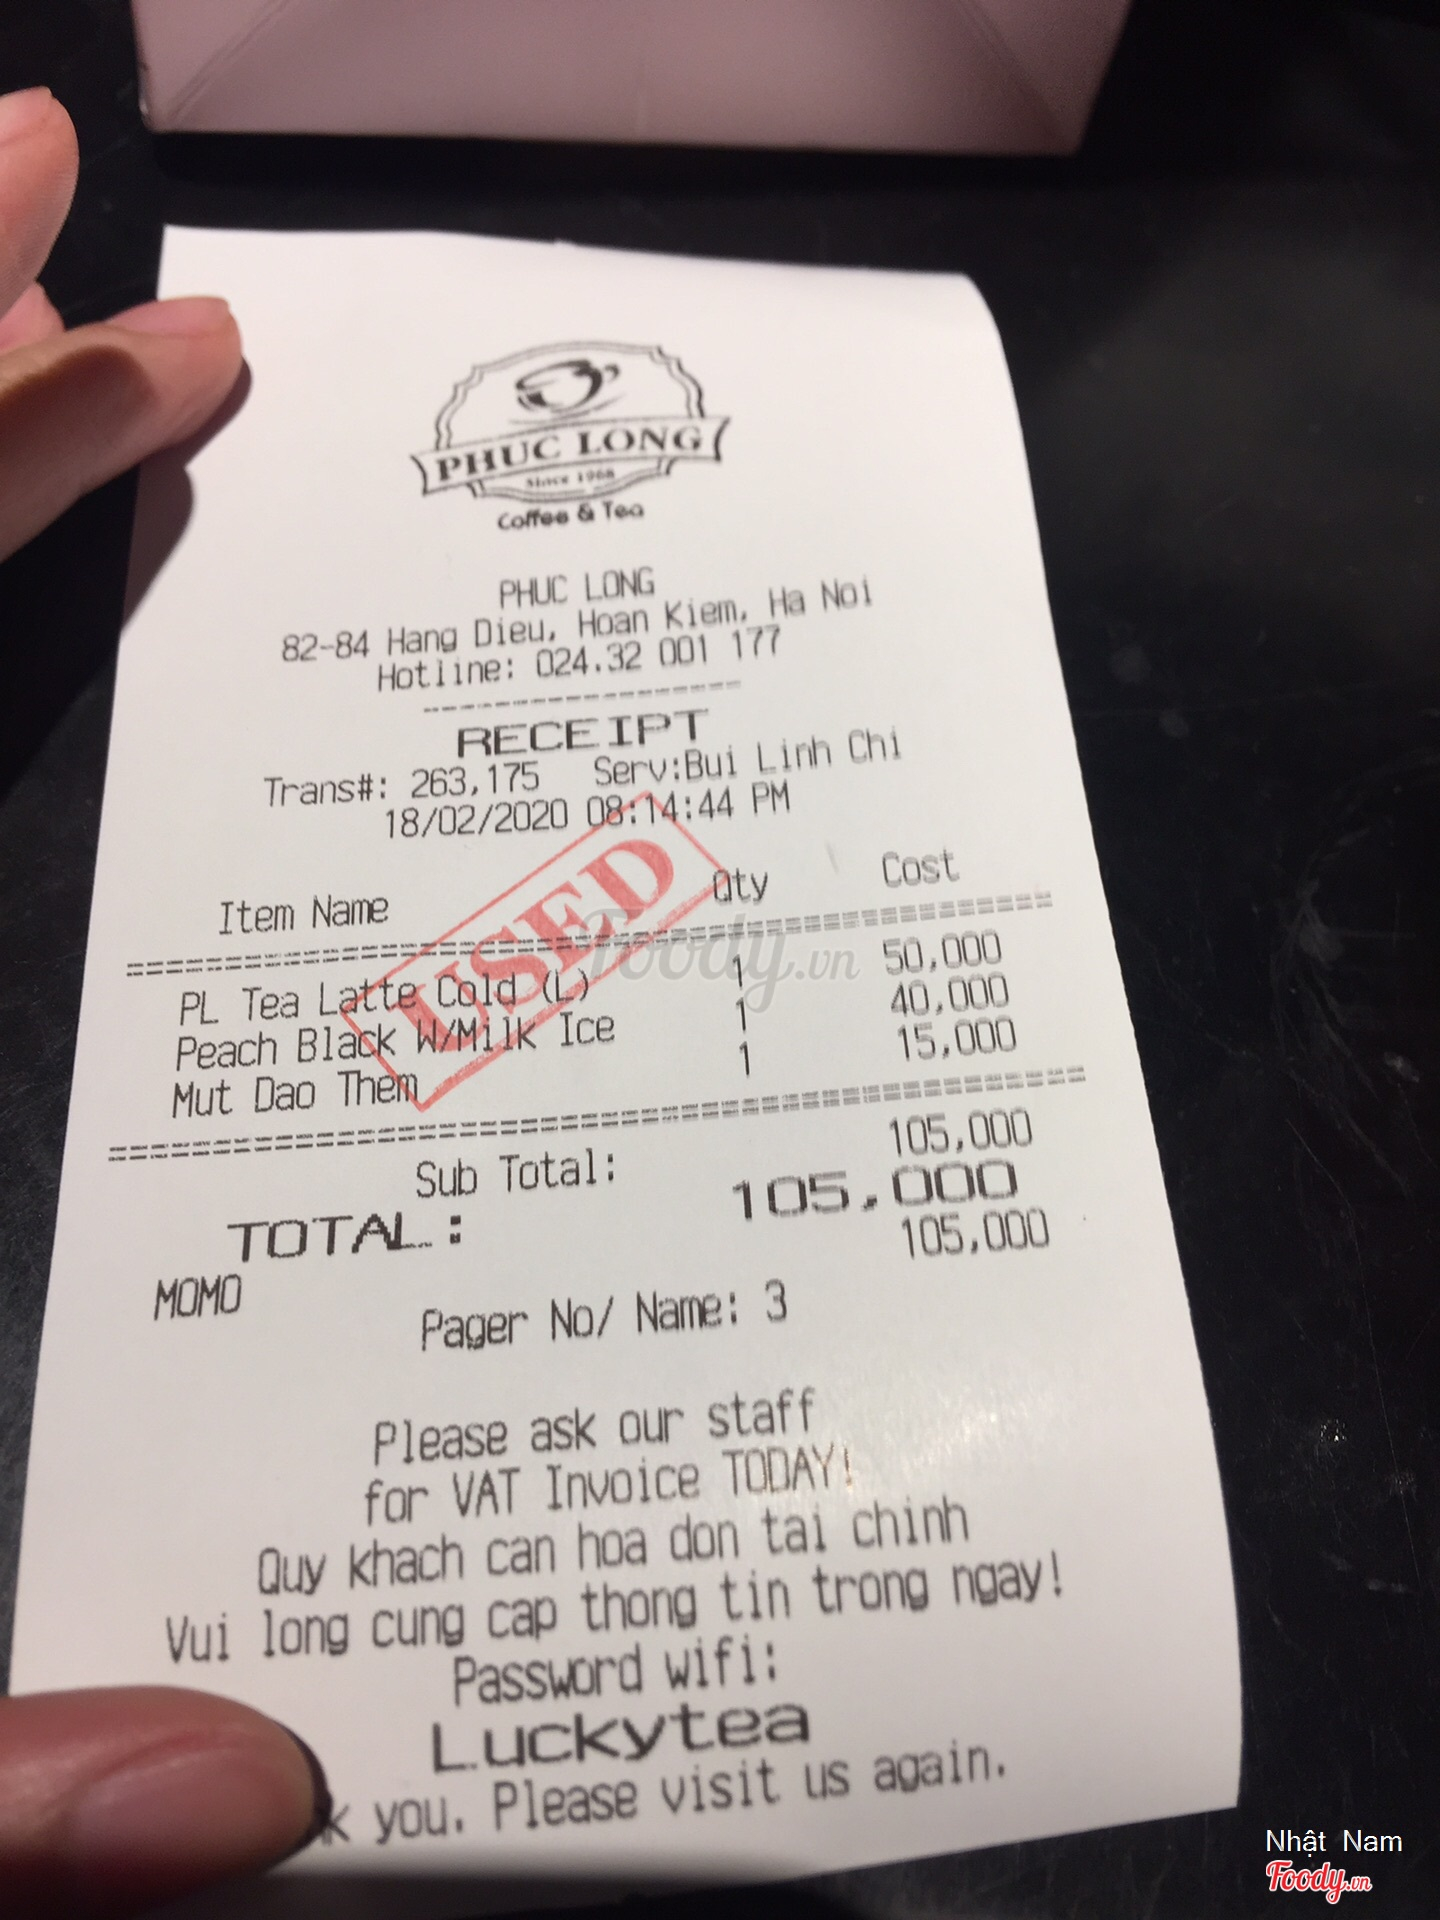 PHUC LONG
Since 1968
Coffee & Tea
PHUC LONG
82-84 Hang Dieu, Hoan Kiem, Ha Noi
Hotline: 024.32 001 177
RECEIPT
Trans#: 263,175 Serv:Bui Linh Chi
18/02/2020 08:14:44 PM
USED
Item Name Qty Cost
PL Tea Latte Cold (L) 1 50,000
Peach Black W/Milk Ice 1 40,000
Mut Dao Them 1 15,000
Sub Total: 105,000
TOTAL: 105,000
MOMO 105,000
Pager No/ Name: 3
Please ask our staff
for VAT Invoice TODAY!
Quy khach can hoa don tai chinh
Vui long cung cap thong tin trong ngay!
Password wifi:
Luckytea
k you. Please visit us again.
Foody.vn
Nhật Nam
Foody.vn